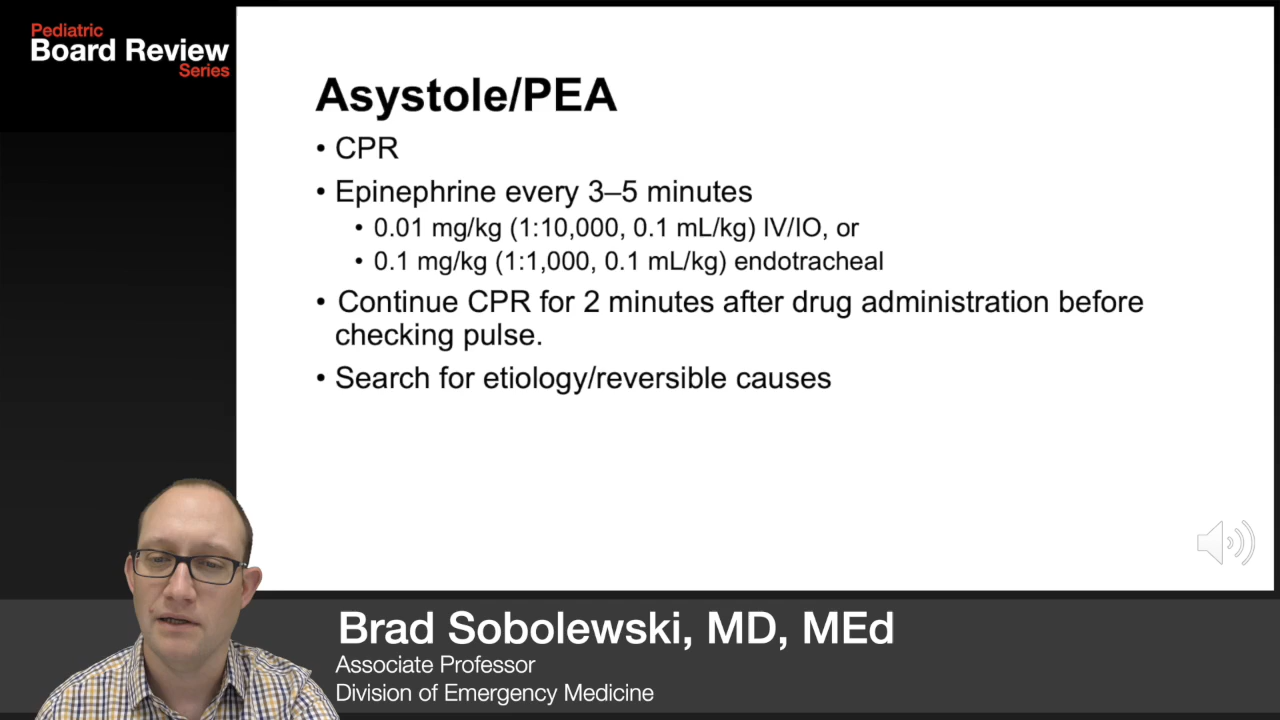 Pediatric
Board Review
Series
Asystole/PEA
• CPR
• Epinephrine every 3–5 minutes
• 0.01 mg/kg (1:10,000, 0.1 mL/kg) IV/IO, or
• 0.1 mg/kg (1:1,000, 0.1 mL/kg) endotracheal
• Continue CPR for 2 minutes after drug administration before
checking pulse.
• Search for etiology/reversible causes
Brad Sobolewski, MD, MEd
Associate Professor
Division of Emergency Medicine